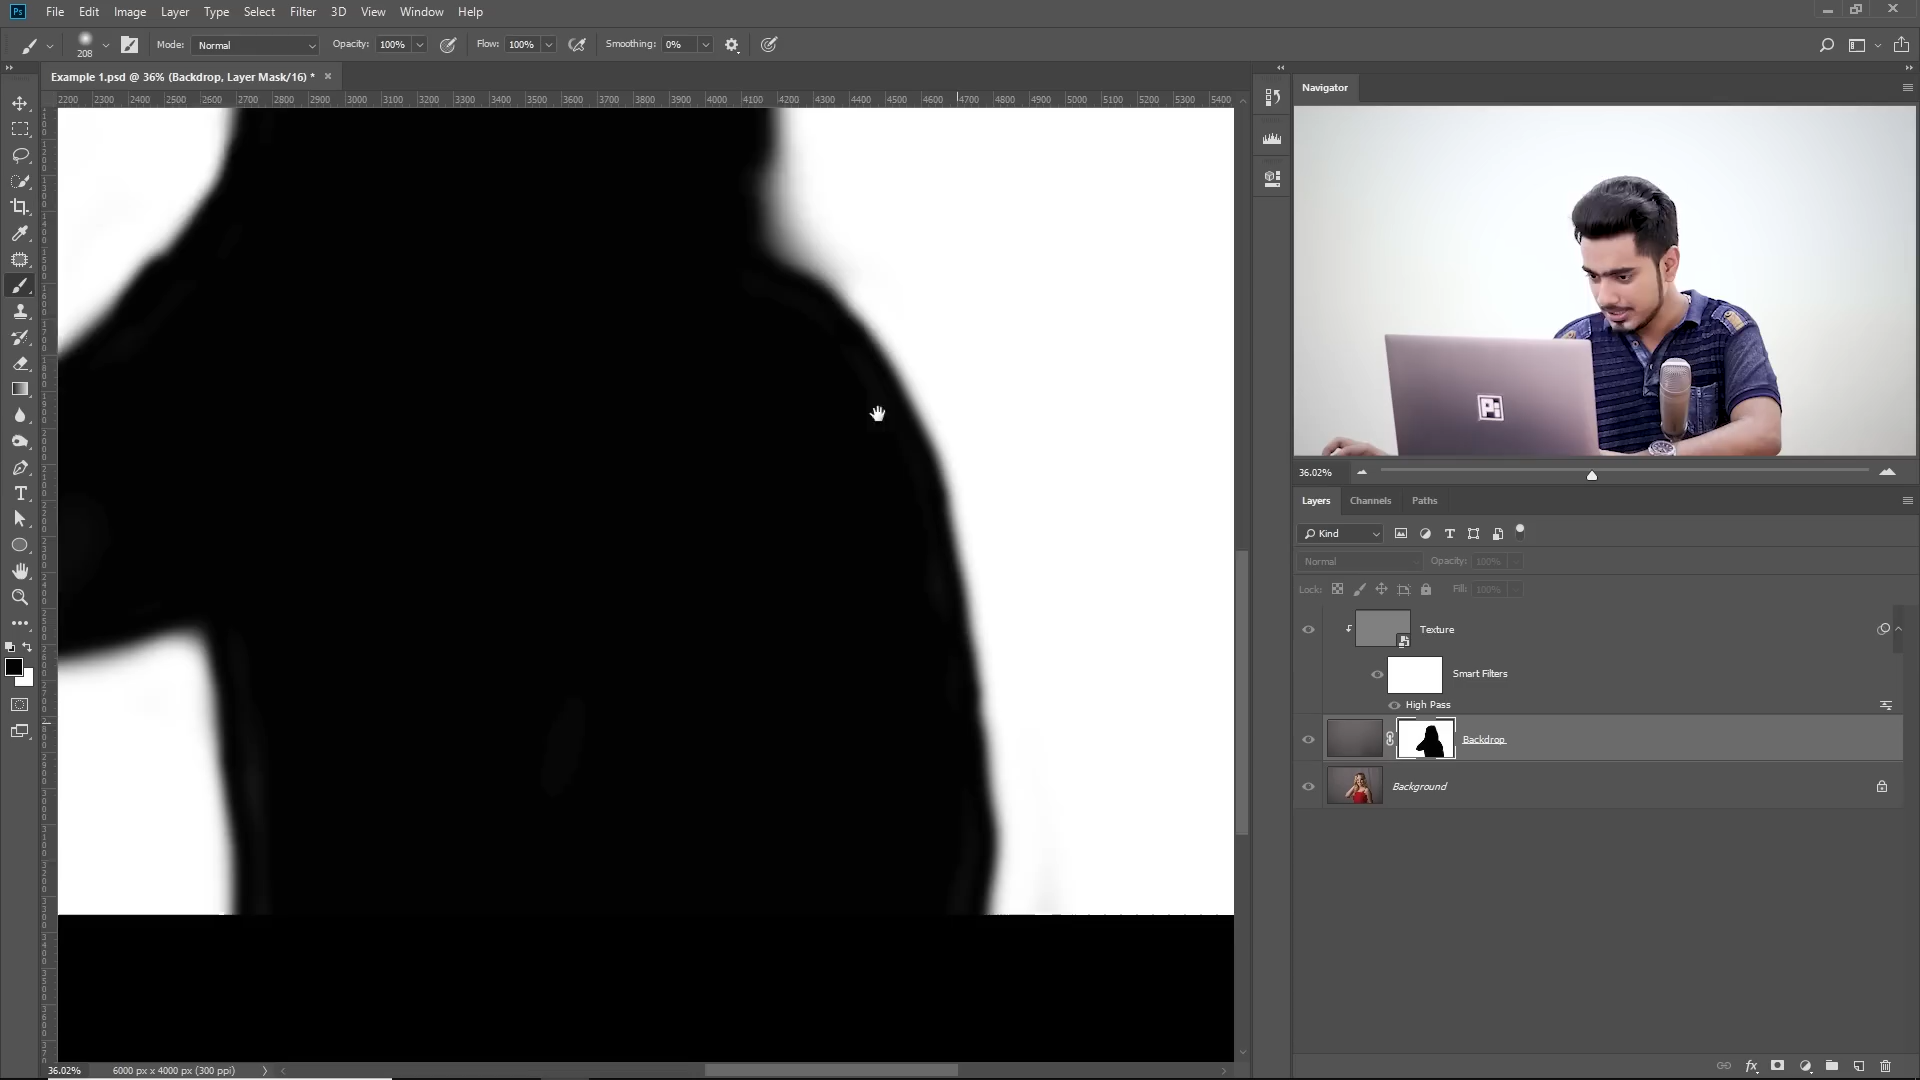 Ps File Edit Image Layer Type Select Filter 3D View Window Help
208 Mode: Normal Opacity: 100% Flow: 100% Smoothing: 0%
Example 1.psd @ 36% (Backdrop, Layer Mask/16) * ×
2200 2300 2400 2500 2600 2700 2800 2900 3000 3100 3200 3300 3400 3500 3600 3700 3800 3900 4000 4100 4200 4300 4400 4500 4600 4700 4800 4900 5000 5100 5200 5300 5400
Navigator
Pi
36.02%
Layers Channels Paths
Kind
Normal Opacity: 100%
Lock: Fill: 100%
Texture
Smart Filters
High Pass
Backdrop
Background
36.02% 6000 px x 4000 px (300 ppi)